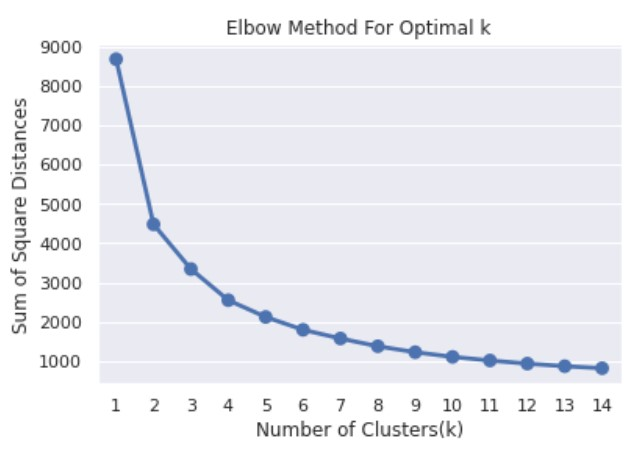 Elbow Method For Optimal k
9000
8000
7000
6000
5000
4000
3000
2000
1000
Sum of Square Distances
1 2 3 4 5 6 7 8 9 10 11 12 13 14
Number of Clusters(k)